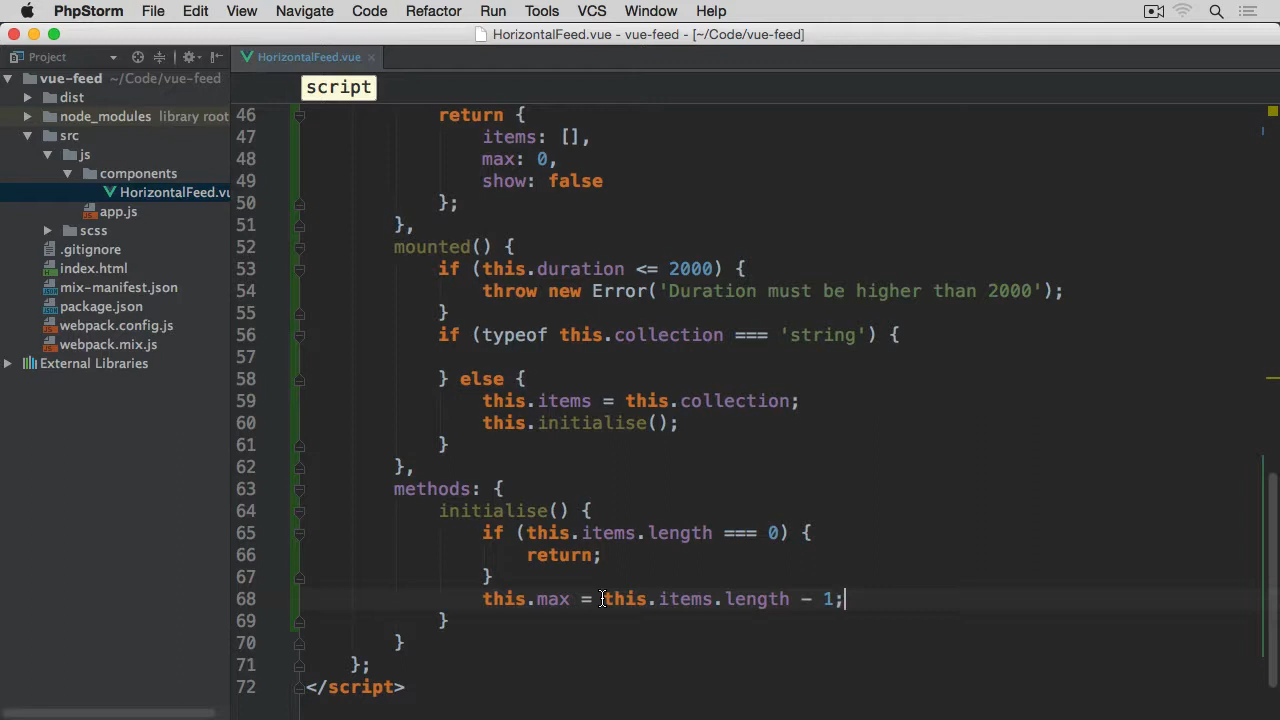 PhpStorm File Edit View Navigate Code Refactor Run Tools VCS Window Help
HorizontalFeed.vue - vue-feed - [~/Code/vue-feed]
Project
HorizontalFeed.vue
vue-feed ~/Code/vue-feed
dist
node_modules library root
src
js
components
HorizontalFeed.vu
app.js
scss
.gitignore
index.html
mix-manifest.json
package.json
webpack.config.js
webpack.mix.js
External Libraries
script
46 return {
47 items: [],
48 max: 0,
49 show: false
50 };
51 },
52 mounted() {
53 if (this.duration <= 2000) {
54 throw new Error('Duration must be higher than 2000');
55 }
56 if (typeof this.collection === 'string') {
57
58 } else {
59 this.items = this.collection;
60 this.initialise();
61 }
62 },
63 methods: {
64 initialise() {
65 if (this.items.length === 0) {
66 return;
67 }
68 this.max = this.items.length - 1;
69 }
70 }
71 };
72 </script>